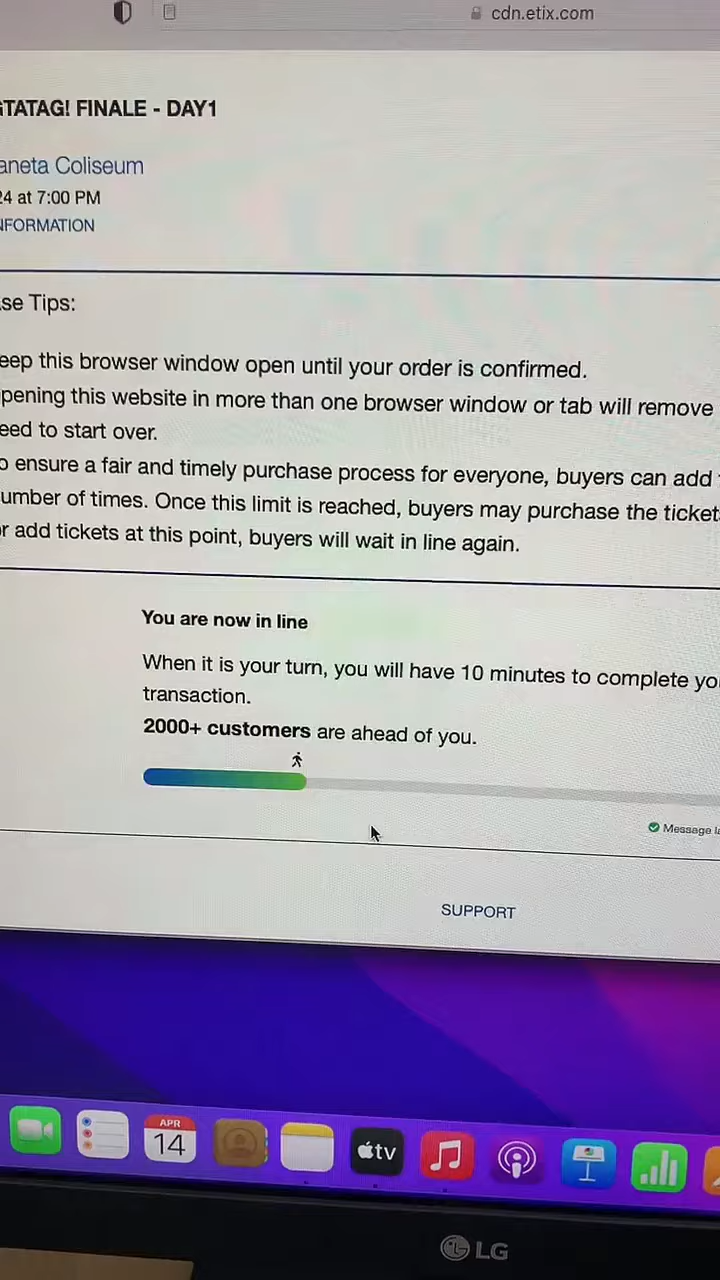 cdn.etix.com
TATAG! FINALE - DAY1
aneta Coliseum
24 at 7:00 PM
NFORMATION
se Tips:
eep this browser window open until your order is confirmed.
pening this website in more than one browser window or tab will remove
eed to start over.
o ensure a fair and timely purchase process for everyone, buyers can add
umber of times. Once this limit is reached, buyers may purchase the ticket
r add tickets at this point, buyers will wait in line again.
You are now in line
When it is your turn, you will have 10 minutes to complete yo
transaction.
2000+ customers are ahead of you.
Message la
SUPPORT
APR
14
tv
LG